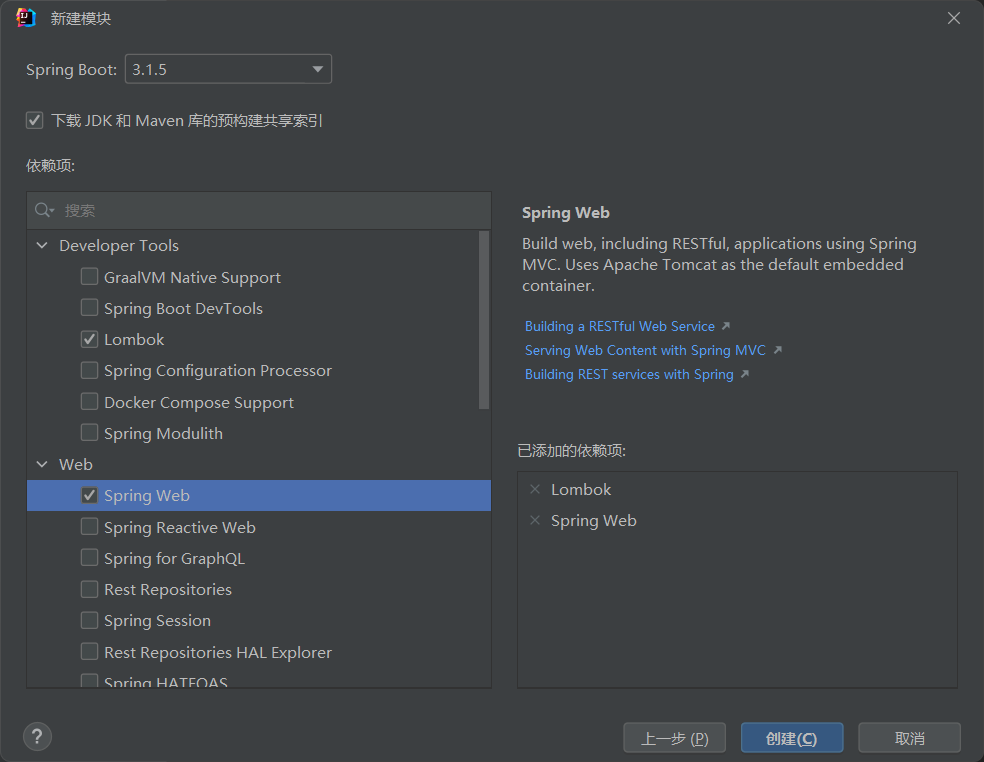 新建模块
Spring Boot: 3.1.5
下载 JDK 和 Maven 库的预构建共享索引
依赖项:
搜索
Developer Tools
GraalVM Native Support
Spring Boot DevTools
Lombok
Spring Configuration Processor
Docker Compose Support
Spring Modulith
Web
Spring Web
Spring Reactive Web
Spring for GraphQL
Rest Repositories
Spring Session
Rest Repositories HAL Explorer
Spring HATEOAS
Spring Web
Build web, including RESTful, applications using Spring
MVC. Uses Apache Tomcat as the default embedded
container.
Building a RESTful Web Service
Serving Web Content with Spring MVC
Building REST services with Spring
已添加的依赖项:
Lombok
Spring Web
?
上一步 (P)
创建(C)
取消